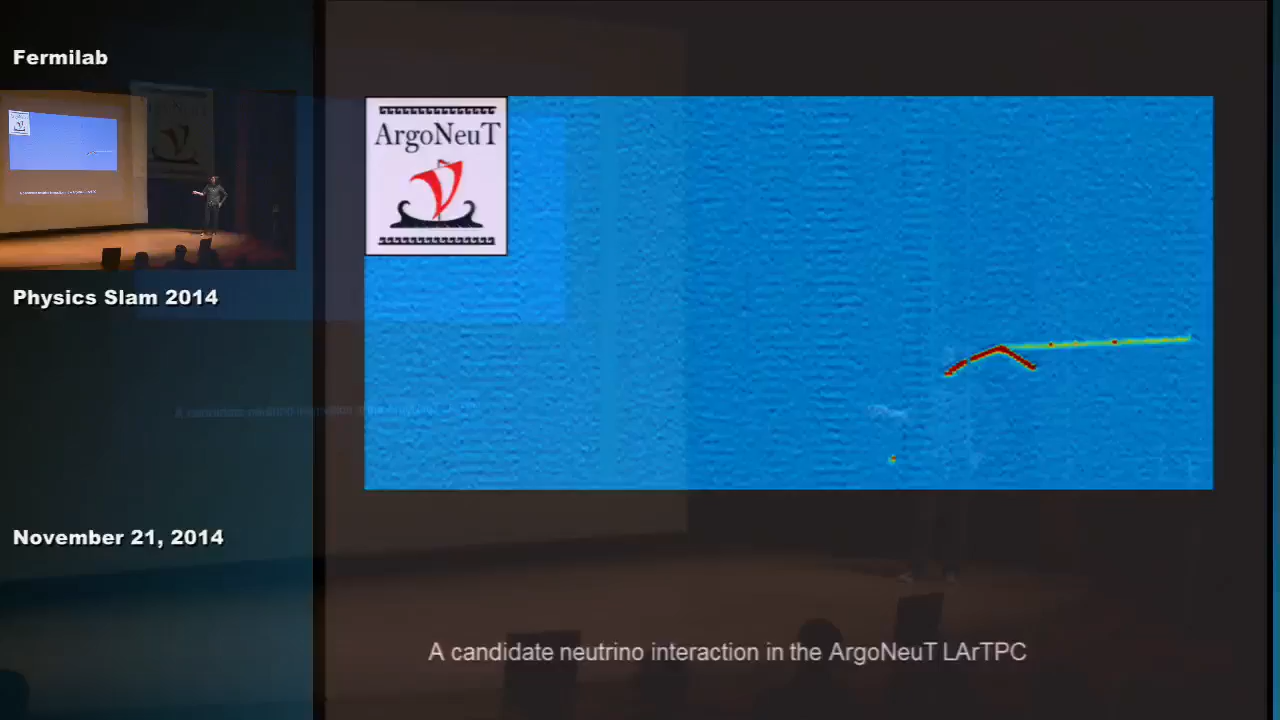 Fermilab
Physics Slam 2014
November 21, 2014
ArgoNeuT
A candidate neutrino interaction in the ArgoNeuT LArTPC